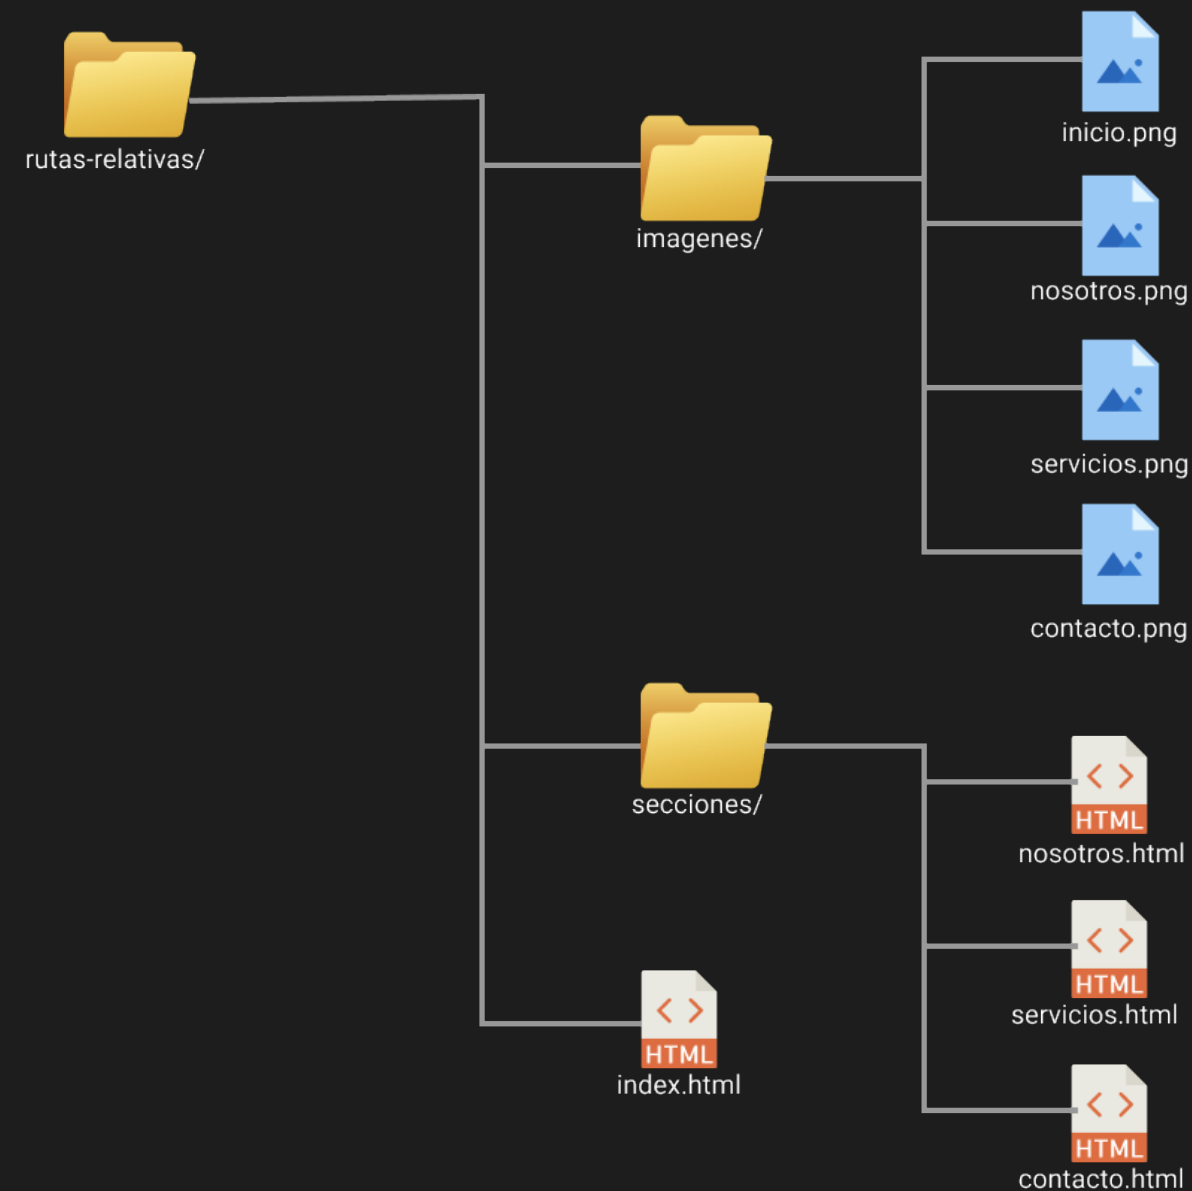 rutas-relativas/
imagenes/
inicio.png
nosotros.png
servicios.png
contacto.png
secciones/
HTML
nosotros.html
HTML
servicios.html
HTML
contacto.html
HTML
index.html